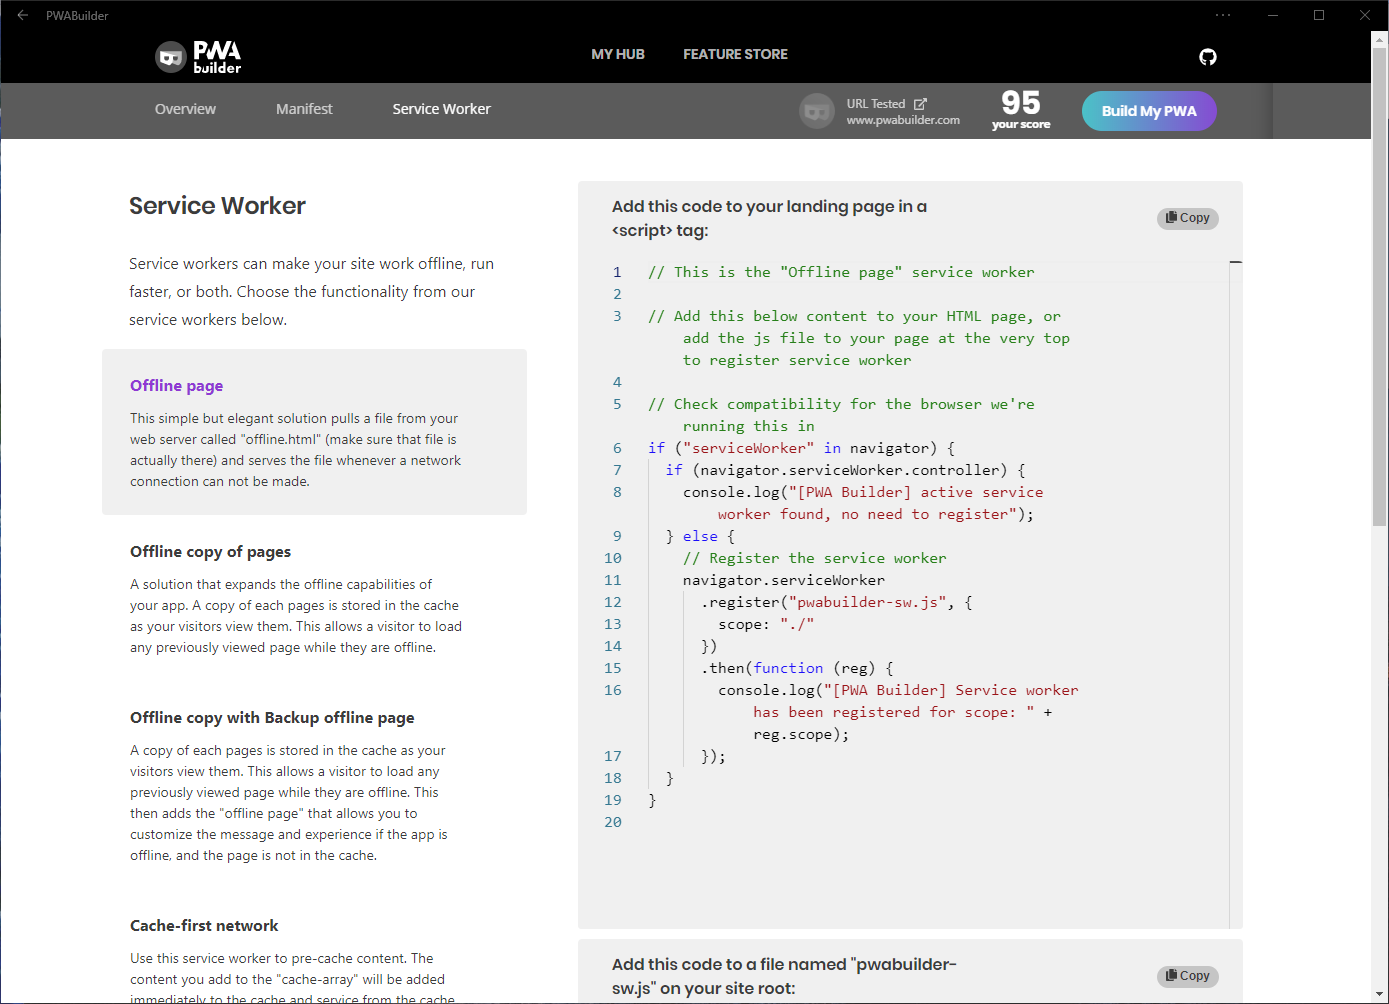 PWABuilder
PWA builder
MY HUB
FEATURE STORE
Overview
Manifest
Service Worker
URL Tested
www.pwabuilder.com
95
your score
Build My PWA
Service Worker
Service workers can make your site work offline, run
faster, or both. Choose the functionality from our
service workers below.
Offline page
This simple but elegant solution pulls a file from your
web server called "offline.html" (make sure that file is
actually there) and serves the file whenever a network
connection can not be made.
Offline copy of pages
A solution that expands the offline capabilities of
your app. A copy of each pages is stored in the cache
as your visitors view them. This allows a visitor to load
any previously viewed page while they are offline.
Offline copy with Backup offline page
A copy of each pages is stored in the cache as your
visitors view them. This allows a visitor to load any
previously viewed page while they are offline. This
then adds the "offline page" that allows you to
customize the message and experience if the app is
offline, and the page is not in the cache.
Cache-first network
Use this service worker to pre-cache content. The
content you add to the "cache-array" will be added
immediately to the cache and service from the cache
Add this code to your landing page in a
<script> tag:
Copy
1 // This is the "Offline page" service worker
2
3 // Add this below content to your HTML page, or
add the js file to your page at the very top
to register service worker
4
5 // Check compatibility for the browser we're
running this in
6 if ("serviceWorker" in navigator) {
7 if (navigator.serviceWorker.controller) {
8 console.log("[PWA Builder] active service
worker found, no need to register");
9 } else {
10 // Register the service worker
11 navigator.serviceWorker
12 .register("pwabuilder-sw.js", {
13 scope: "./"
14 })
15 .then(function (reg) {
16 console.log("[PWA Builder] Service worker
has been registered for scope: " +
reg.scope);
17 });
18 }
19 }
20
Add this code to a file named "pwabuilder-
sw.js" on your site root:
Copy